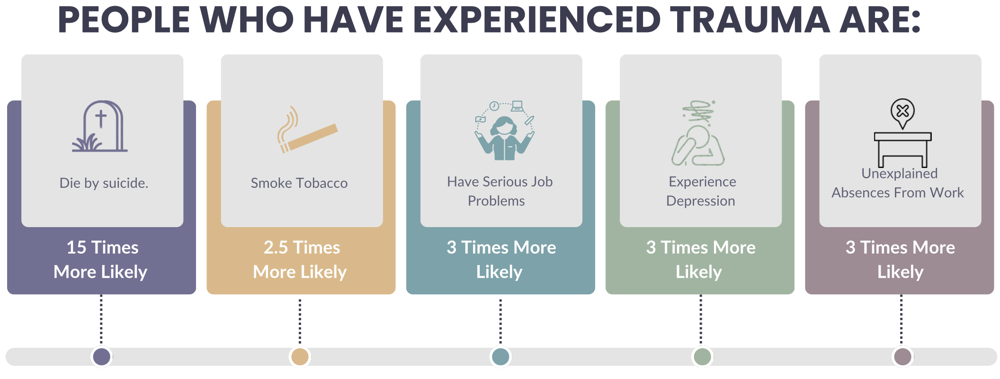 PEOPLE WHO HAVE EXPERIENCED TRAUMA ARE:
Die by suicide.
15 Times
More Likely
Smoke Tobacco
2.5 Times
More Likely
Have Serious Job
Problems
3 Times More
Likely
Experience
Depression
3 Times More
Likely
Unexplained
Absences From Work
3 Times More
Likely